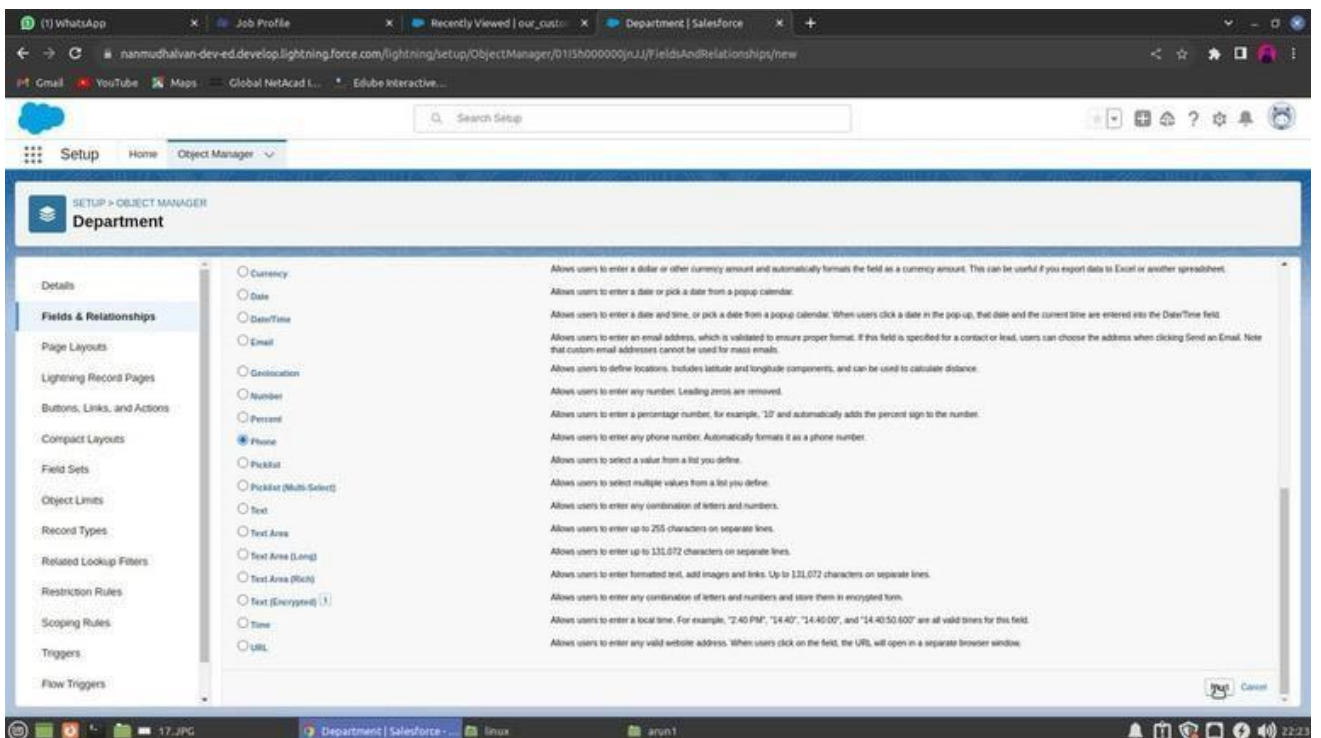 (1) WhatsApp
Job Profile
Recently Viewed | our_custo
Department | Salesforce
nanmudhalvan-dev-ed.develop.lightning.force.com/lightning/setup/ObjectManager/01I5h000000jnJJ/FieldsAndRelationships/new
Gmail YouTube Maps Global NetAcad I... Edube Interactive...
Search Setup
Setup Home Object Manager
SETUP > OBJECT MANAGER
Department
Details
Fields & Relationships
Page Layouts
Lightning Record Pages
Buttons, Links, and Actions
Compact Layouts
Field Sets
Object Limits
Record Types
Related Lookup Filters
Restriction Rules
Scoping Rules
Triggers
Flow Triggers
Currency Allows users to enter a dollar or other currency amount and automatically formats the field as a currency amount. This can be useful if you export data to Excel or another spreadsheet.
Date Allows users to enter a date or pick a date from a popup calendar.
Date/Time Allows users to enter a date and time, or pick a date from a popup calendar. When users click a date in the pop-up, that date and the current time are entered into the Date/Time field.
Email Allows users to enter an email address, which is validated to ensure proper format. If this field is specified for a contact or lead, users can choose the address when clicking Send an Email. Note
that custom email addresses cannot be used for mass emails.
Geolocation Allows users to define locations. Includes latitude and longitude components, and can be used to calculate distance.
Number Allows users to enter any number. Leading zeros are removed.
Percent Allows users to enter a percentage number, for example, '10' and automatically adds the percent sign to the number.
Phone Allows users to enter any phone number. Automatically formats it as a phone number.
Picklist Allows users to select a value from a list you define.
Picklist (Multi-Select) Allows users to select multiple values from a list you define.
Text Allows users to enter any combination of letters and numbers.
Text Area Allows users to enter up to 255 characters on separate lines.
Text Area (Long) Allows users to enter up to 131,072 characters on separate lines.
Text Area (Rich) Allows users to enter formatted text, add images and links. Up to 131,072 characters on separate lines.
Text (Encrypted) Allows users to enter any combination of letters and numbers and store them in encrypted form.
Time Allows users to enter a local time. For example, "2:40 PM", "14:40", "14:40:00", and "14:40:50.600" are all valid times for this field.
URL Allows users to enter any valid website address. When users click on the field, the URL will open in a separate browser window.
Cancel
17.JPG Department | Salesforce - ... linux arun1 22:23